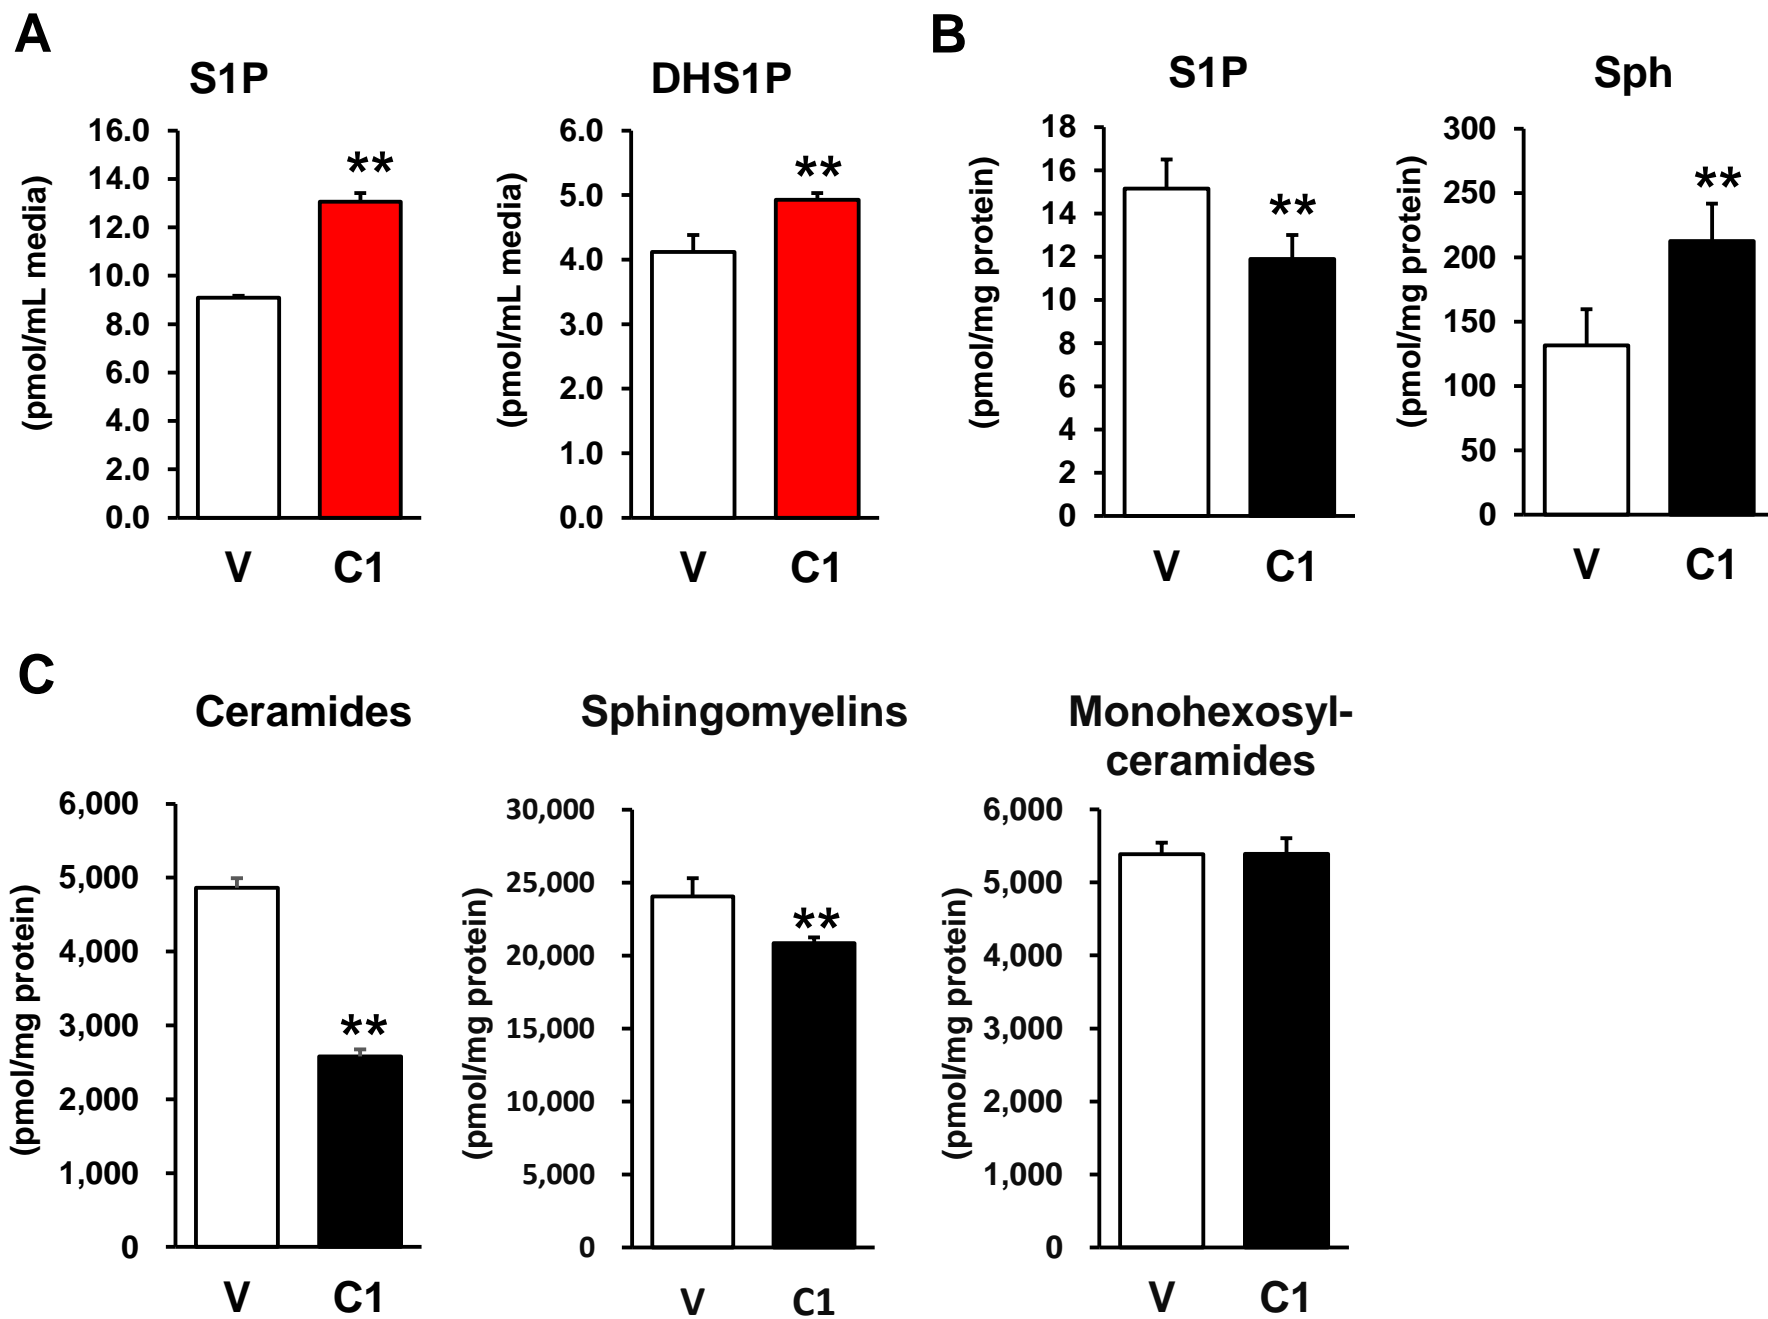 A
S1P
(pmol/mL media)
16.0
14.0
12.0
10.0
8.0
6.0
4.0
2.0
0.0
**
V C1
DHS1P
(pmol/mL media)
6.0
5.0
4.0
3.0
2.0
1.0
0.0
**
V C1
B
S1P
(pmol/mg protein)
18
16
14
12
10
8
6
4
2
0
**
V C1
Sph
(pmol/mg protein)
300
250
200
150
100
50
0
**
V C1
C
Ceramides
(pmol/mg protein)
6,000
5,000
4,000
3,000
2,000
1,000
0
**
V C1
Sphingomyelins
(pmol/mg protein)
30,000
25,000
20,000
15,000
10,000
5,000
0
**
V C1
Monohexosyl-
ceramides
(pmol/mg protein)
6,000
5,000
4,000
3,000
2,000
1,000
0
V C1